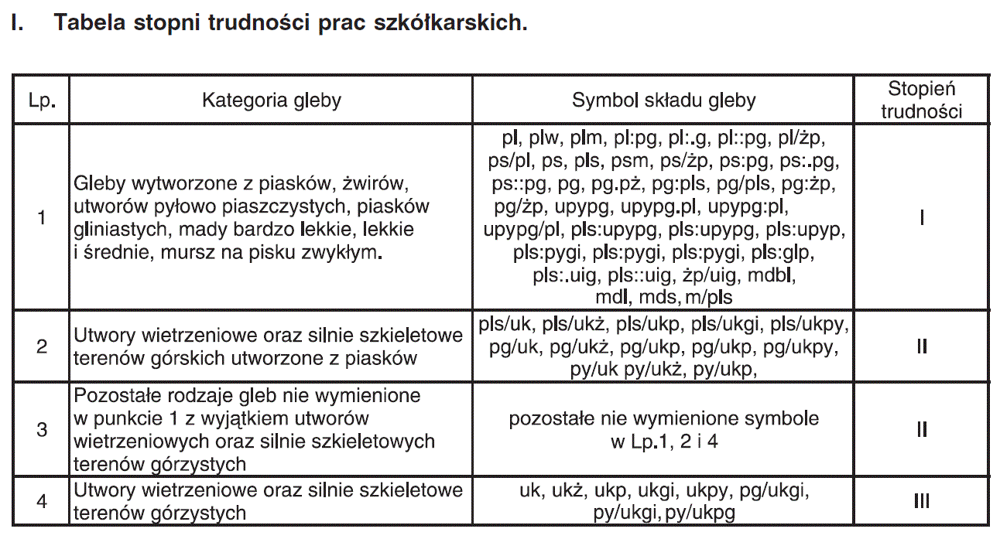 I. Tabela stopni trudności prac szkółkarskich.
Lp. Kategoria gleby Symbol składu gleby Stopień trudności
1
Gleby wytworzone z piasków, żwirów,
utworów pyłowo piaszczystych, piasków
gliniastych, mady bardzo lekkie, lekkie
i średnie, mursz na pisku zwykłym.
pl, plw, plm, pl:pg, pl:.g, pl::pg, pl/żp,
ps/pl, ps, pls, psm, ps/żp, ps:pg, ps:.pg,
ps::pg, pg, pg.pż, pg:pls, pg/pls, pg:żp,
pg/żp, upypg, upypg.pl, upypg:pl,
upypg/pl, pls:upypg, pls:upypg, pls:upyp,
pls:pygi, pls:pygi, pls:pygi, pls:glp,
pls:.uig, pls::uig, żp/uig, mdbl,
mdl, mds, m/pls
I
2
Utwory wietrzeniowe oraz silnie szkieletowe
terenów górskich utworzone z piasków
pls/uk, pls/ukż, pls/ukp, pls/ukgi, pls/ukpy,
pg/uk, pg/ukż, pg/ukp, pg/ukp, pg/ukpy,
py/uk py/ukż, py/ukp,
II
3
Pozostałe rodzaje gleb nie wymienione
w punkcie 1 z wyjątkiem utworów
wietrzeniowych oraz silnie szkieletowych
terenów górzystych
pozostałe nie wymienione symbole
w Lp.1, 2 i 4
II
4
Utwory wietrzeniowe oraz silnie szkieletowe
terenów górzystych
uk, ukż, ukp, ukgi, ukpy, pg/ukgi,
py/ukgi, py/ukpg
III